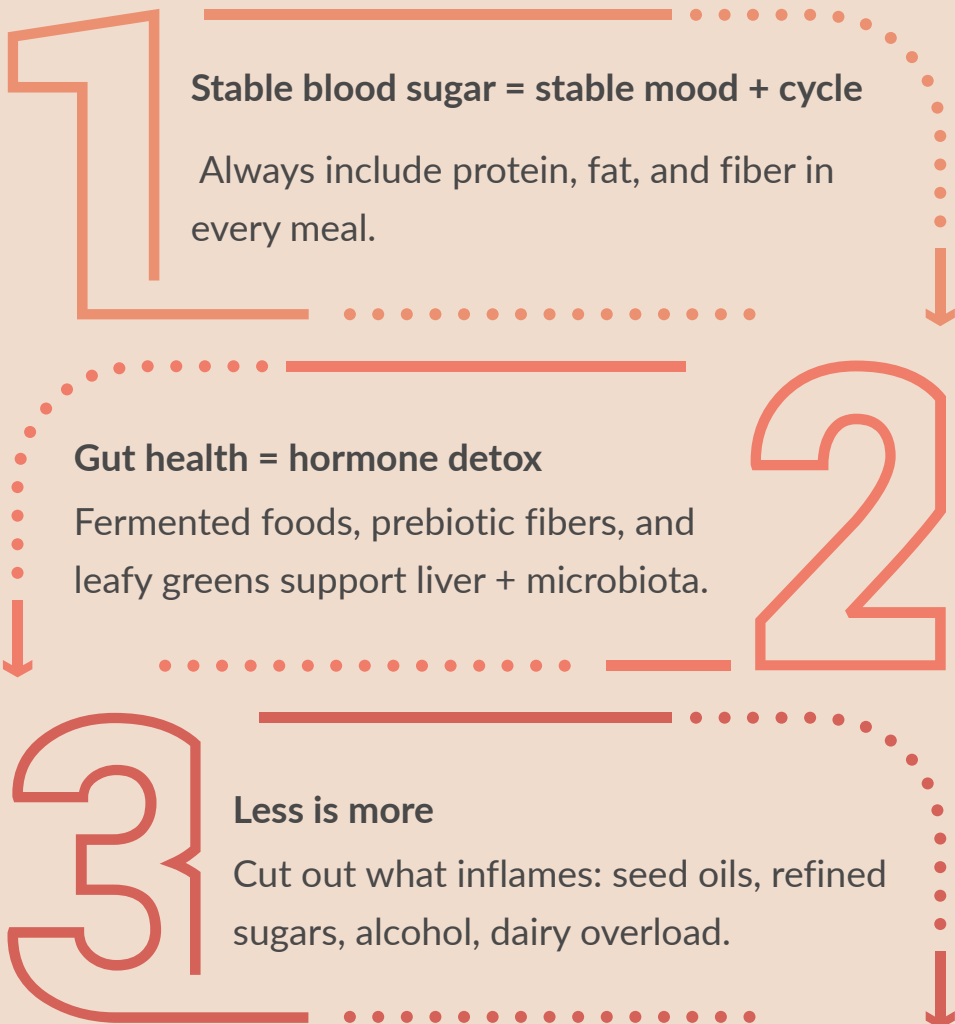 1
Stable blood sugar = stable mood + cycle
Always include protein, fat, and fiber in
every meal.
2
Gut health = hormone detox
Fermented foods, prebiotic fibers, and
leafy greens support liver + microbiota.
3
Less is more
Cut out what inflames: seed oils, refined
sugars, alcohol, dairy overload.